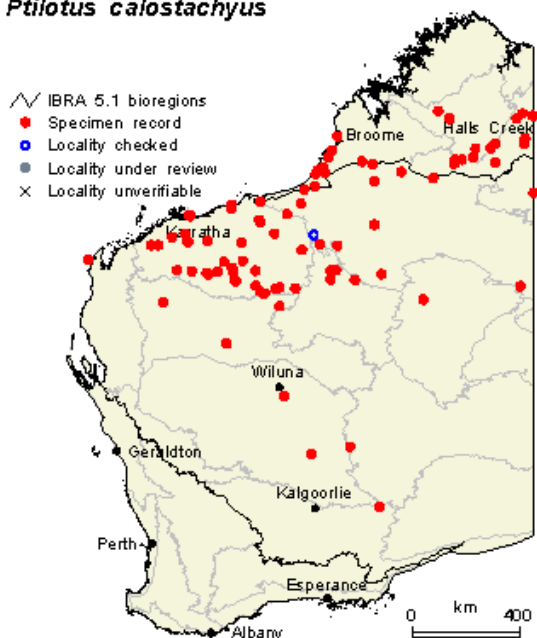 Ptilotus calostachyus
IBRA 5.1 bioregions
Specimen record
Locality checked
Locality under review
Locality unverifiable
Broome
Halls Creek
Karratha
Wiluna
Geraldton
Kalgoorlie
Perth
Esperance
Albany
km
0 400